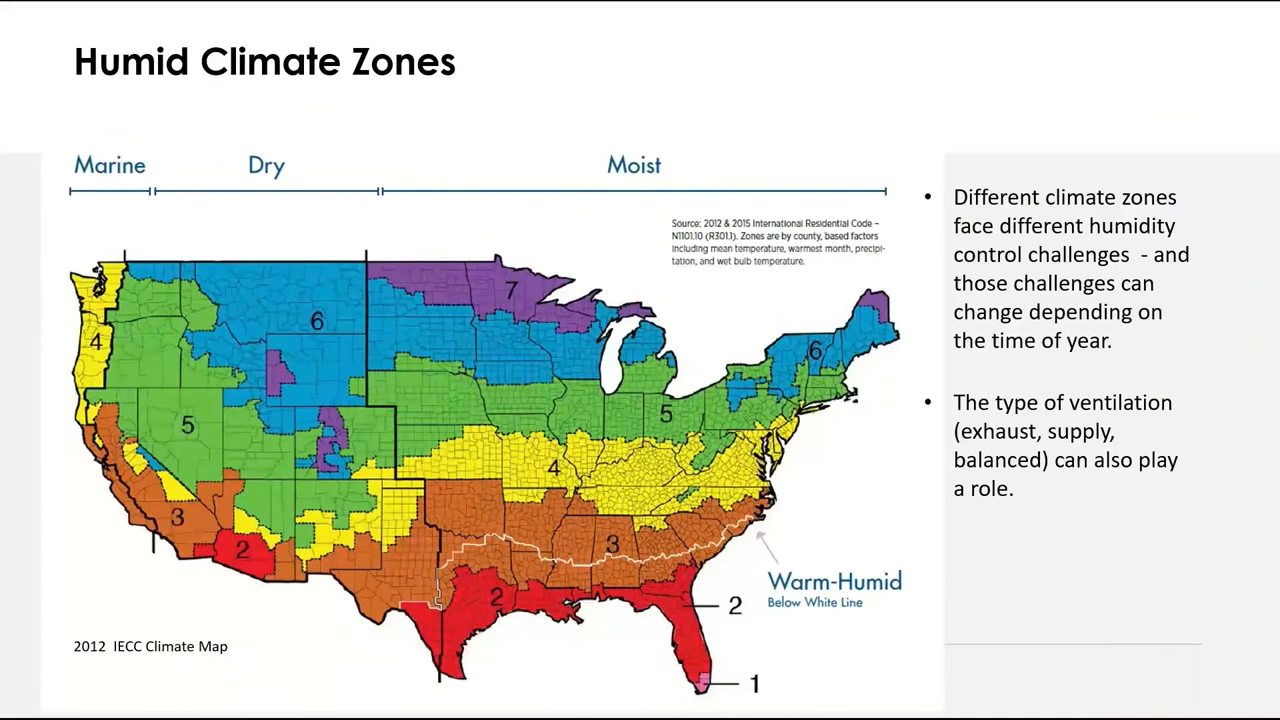 Humid Climate Zones
Marine
Dry
Moist
Source: 2012 & 2015 International Residential Code –
N1101.10 (R301.1). Zones are by county, based factors
including mean temperature, warmest month, precipi-
tation, and wet bulb temperature.
7
6
4
6
5
5
4
3
2
3
2
2
1
Warm-Humid
Below White Line
2012 IECC Climate Map
• Different climate zones
face different humidity
control challenges - and
those challenges can
change depending on
the time of year.
• The type of ventilation
(exhaust, supply,
balanced) can also play
a role.